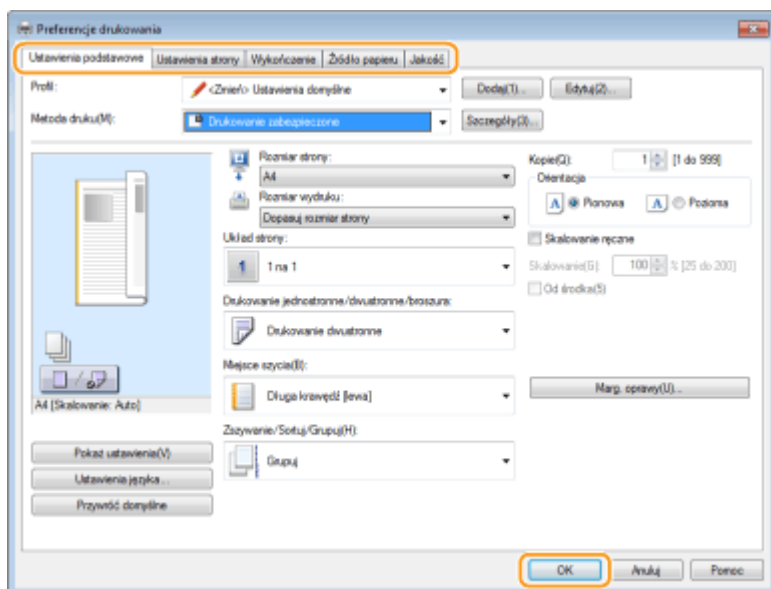 Preferencje drukowania
Ustawienia podstawowe Ustawienia strony Wykończenie Źródło papieru Jakość
Profil: <Zmień> Ustawienia domyślne Dodaj(1)... Edytuj(2)...
Metoda druku(M): Drukowanie zabezpieczone Szczegóły(3)...
Rozmiar strony:
A4
Rozmiar wydruku:
Dopasuj rozmiar strony
Kopie(Q): 1 [1 do 999]
Orientacja
A Pionowa A Pozioma
Układ strony:
1 1 na 1
Skalowanie ręczne
Skalowanie(G): 100 % [25 do 200]
Od środka(5)
Drukowanie jednostronne/dwustronne/broszura:
Drukowanie dwustronne
Miejsce szycia(B):
Długa krawędź [lewa]
Marg. oprawy(U)...
A4 [Skalowanie: Auto]
Zszywanie/Sortuj/Grupuj(H):
Grupuj
Pokaż ustawienia(V)
Ustawienia języka...
Przywróć domyślne
OK Anuluj Pomoc